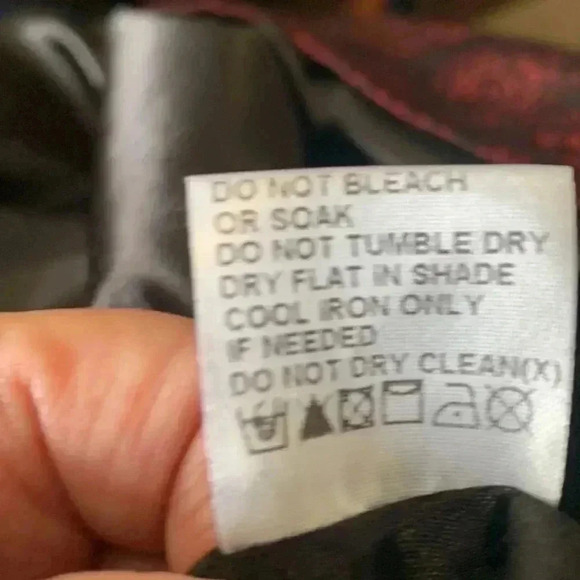 DO NOT BLEACH
OR SOAK
DO NOT TUMBLE DRY
DRY FLAT IN SHADE
COOL IRON ONLY
IF NEEDED
DO NOT DRY CLEAN(X)